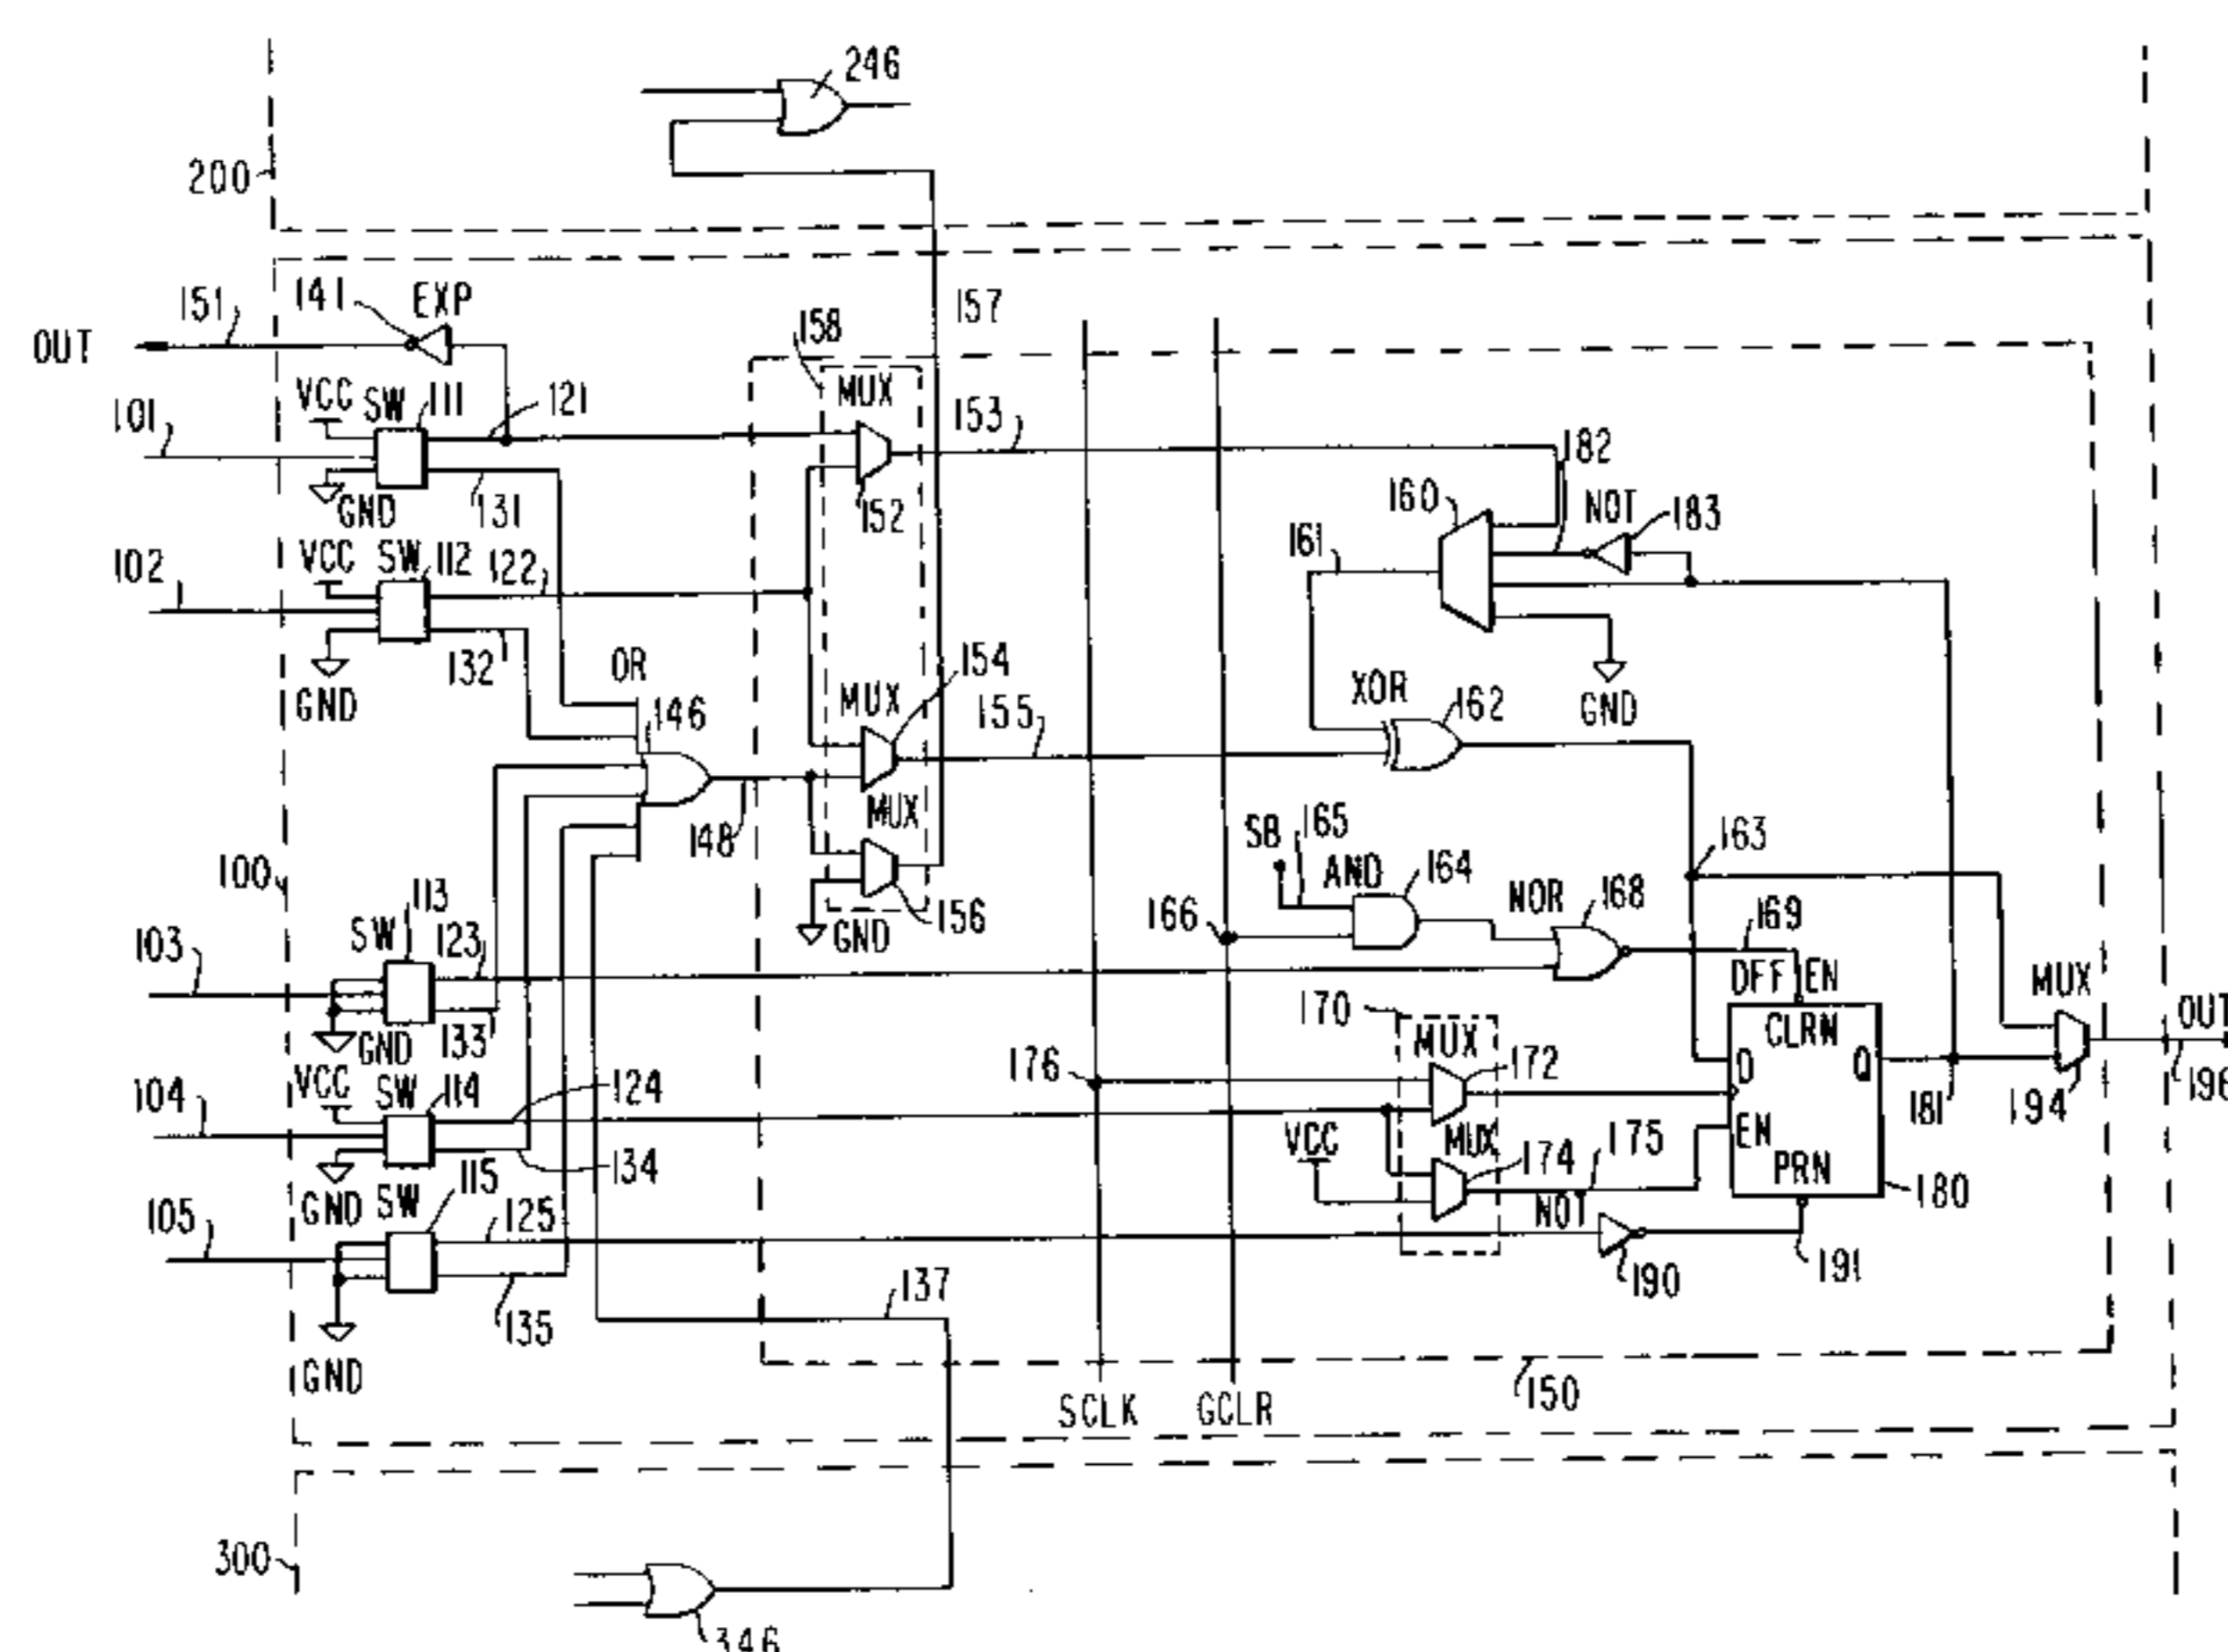 246
200
151 141 EXP
OUT
157
158
MUX
VCC SW 111 121
101
153
182
GND 131
152
160 NOT 183
161
VCC SW 112 122
102
132
GND
OR
146
MUX 154
155
XOR
162
GND
148
MUX
100
SB 165
AND 164
163
156
GND
166
NOR 168
169
113
SW 123
103
GND 133
170
DFF EN
CLRN
MUX
OUT
MUX
176
172
D Q
196
VCC SW 114 124
104
181 194
EN
VCC
MUX
174
175
134
GND SW 115
PRN
180
NOT
105
125
190
191
137
135
GND
150
SCLK GCLR
300
346